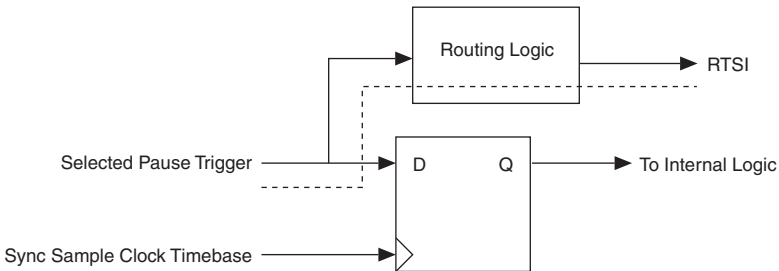 Routing Logic
RTSI
Selected Pause Trigger
D
Q
To Internal Logic
Sync Sample Clock Timebase